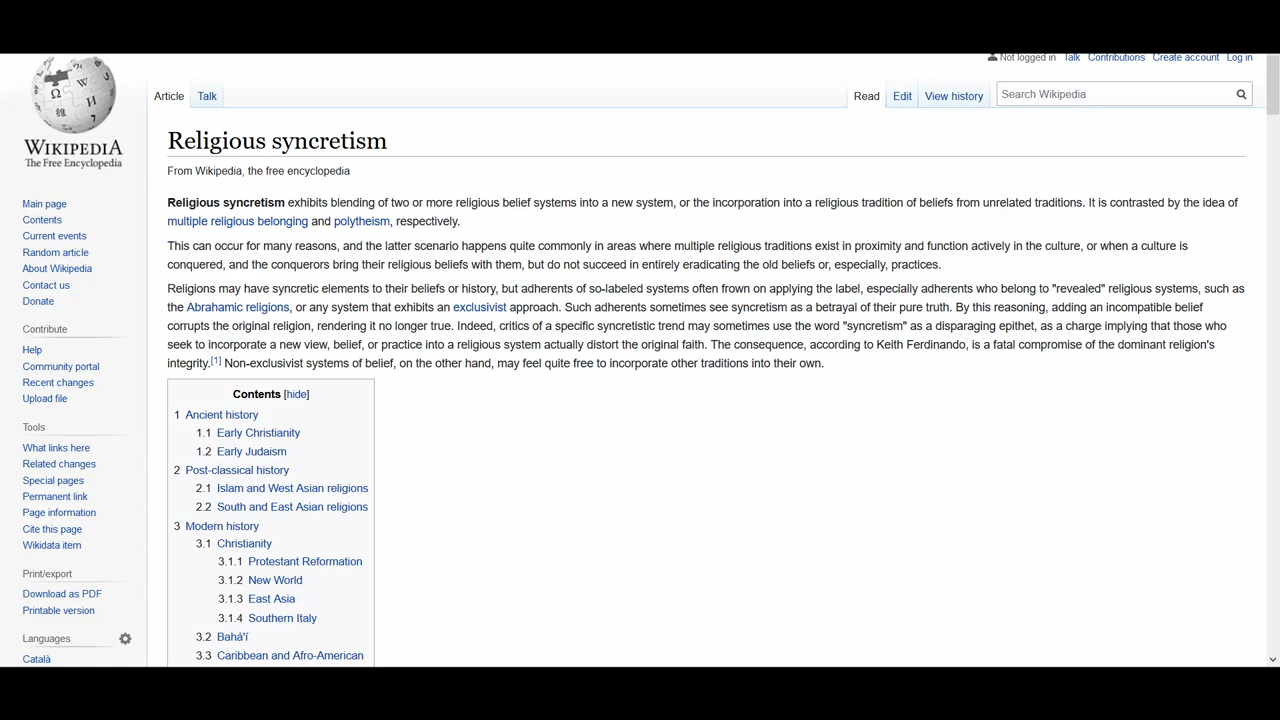 Not logged in Talk Contributions Create account Log in
Article Talk Read Edit View history Search Wikipedia
WIKIPEDIA
The Free Encyclopedia
Religious syncretism
From Wikipedia, the free encyclopedia
Religious syncretism exhibits blending of two or more religious belief systems into a new system, or the incorporation into a religious tradition of beliefs from unrelated traditions. It is contrasted by the idea of
multiple religious belonging and polytheism, respectively.
This can occur for many reasons, and the latter scenario happens quite commonly in areas where multiple religious traditions exist in proximity and function actively in the culture, or when a culture is
conquered, and the conquerors bring their religious beliefs with them, but do not succeed in entirely eradicating the old beliefs or, especially, practices.
Religions may have syncretic elements to their beliefs or history, but adherents of so-labeled systems often frown on applying the label, especially adherents who belong to "revealed" religious systems, such as
the Abrahamic religions, or any system that exhibits an exclusivist approach. Such adherents sometimes see syncretism as a betrayal of their pure truth. By this reasoning, adding an incompatible belief
corrupts the original religion, rendering it no longer true. Indeed, critics of a specific syncretistic trend may sometimes use the word "syncretism" as a disparaging epithet, as a charge implying that those who
seek to incorporate a new view, belief, or practice into a religious system actually distort the original faith. The consequence, according to Keith Ferdinando, is a fatal compromise of the dominant religion's
integrity.[1] Non-exclusivist systems of belief, on the other hand, may feel quite free to incorporate other traditions into their own.
Contents [hide]
1 Ancient history
1.1 Early Christianity
1.2 Early Judaism
2 Post-classical history
2.1 Islam and West Asian religions
2.2 South and East Asian religions
3 Modern history
3.1 Christianity
3.1.1 Protestant Reformation
3.1.2 New World
3.1.3 East Asia
3.1.4 Southern Italy
3.2 Bahá'í
3.3 Caribbean and Afro-American
Main page
Contents
Current events
Random article
About Wikipedia
Contact us
Donate
Contribute
Help
Community portal
Recent changes
Upload file
Tools
What links here
Related changes
Special pages
Permanent link
Page information
Cite this page
Wikidata item
Print/export
Download as PDF
Printable version
Languages
Català